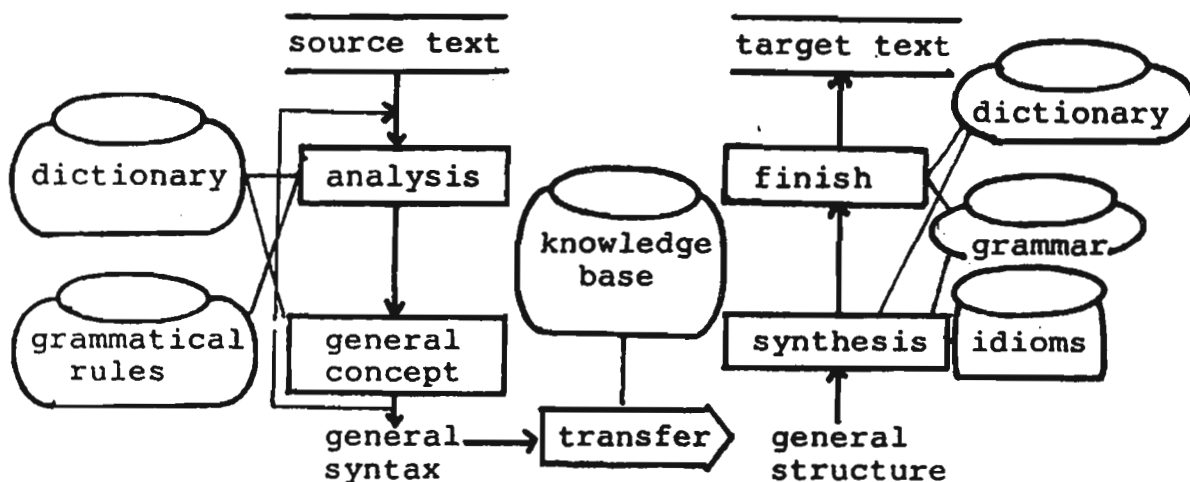 source text
target text
dictionary
dictionary
analysis
finish
knowledge
base
grammar
grammatical
rules
general
concept
synthesis
idioms
general
syntax
transfer
general
structure